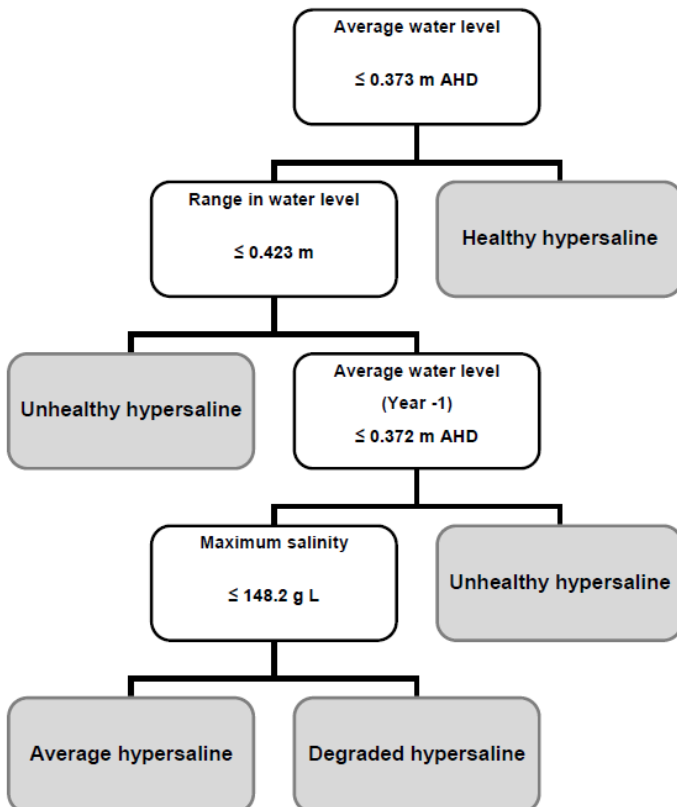 Average water level
≤ 0.373 m AHD
Range in water level
≤ 0.423 m
Healthy hypersaline
Unhealthy hypersaline
Average water level
(Year -1)
≤ 0.372 m AHD
Maximum salinity
≤ 148.2 g L
Unhealthy hypersaline
Average hypersaline
Degraded hypersaline